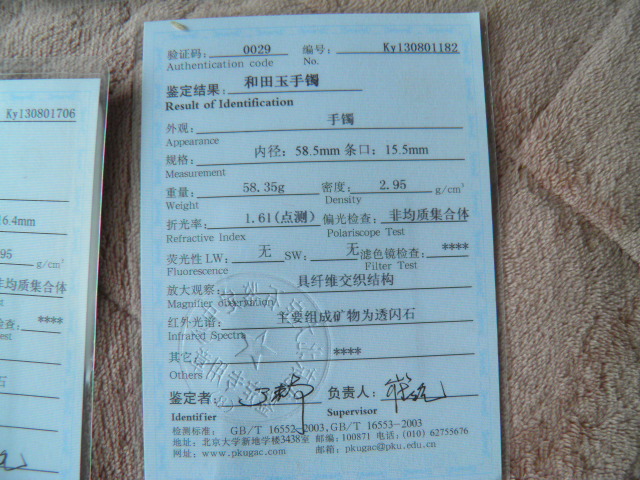 Ky130801706
6.4mm
95 g/cm³
非均质集合体
检查: ****
石
验证码: 0029 编号: Ky130801182
Authentication code No.
鉴定结果: 和田玉手镯
Result of Identification
外观: 手镯
Appearance
规格: 内径: 58.5mm 条口: 15.5mm
Measurement
重量: 58.35g 密度: 2.95 g/cm³
Weight Density
折光率: 1.61(点测) 偏光检查: 非均质集合体
Refractive Index Polariscope Test
荧光性 LW: 无 SW: 无 滤色镜检查: ****
Fluorescence Filter Test
放大观察: 具纤维交织结构
Magnifier observation
红外光谱: 主要组成矿物为透闪石
Infrared Spectra
其它: ****
Others
鉴定者: 负责人:
Identifier Supervisor
检测标准: GB/T 16552-2003, GB/T 16553-2003
地址: 北京大学新地学楼3438室 邮编: 100871 电话: (010) 62755676
网址: www.pkugac.com 邮箱: pkugac@pku.edu.cn